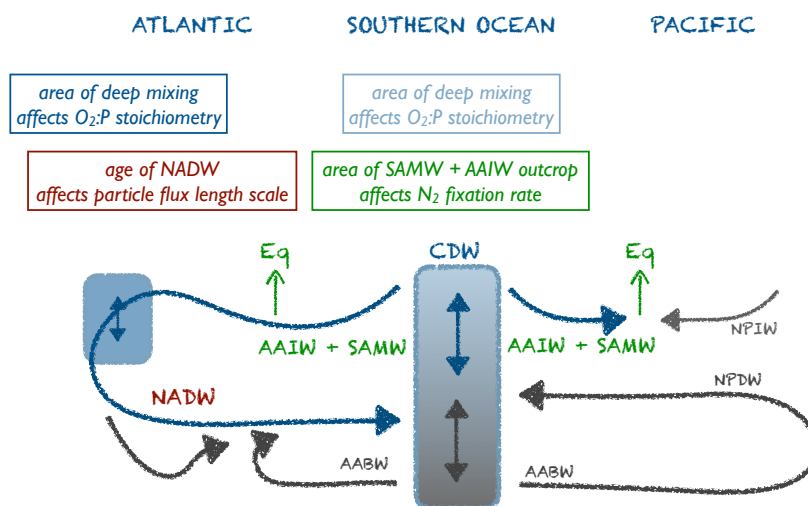 ATLANTIC
SOUTHERN OCEAN
PACIFIC
area of deep mixing
affects O₂:P stoichiometry
area of deep mixing
affects O₂:P stoichiometry
age of NADW
affects particle flux length scale
area of SAMW + AAIW outcrop
affects N₂ fixation rate
Eq
CDW
Eq
AAIW + SAMW
AAIW + SAMW
NPIW
NADW
NPDW
AABW
AABW